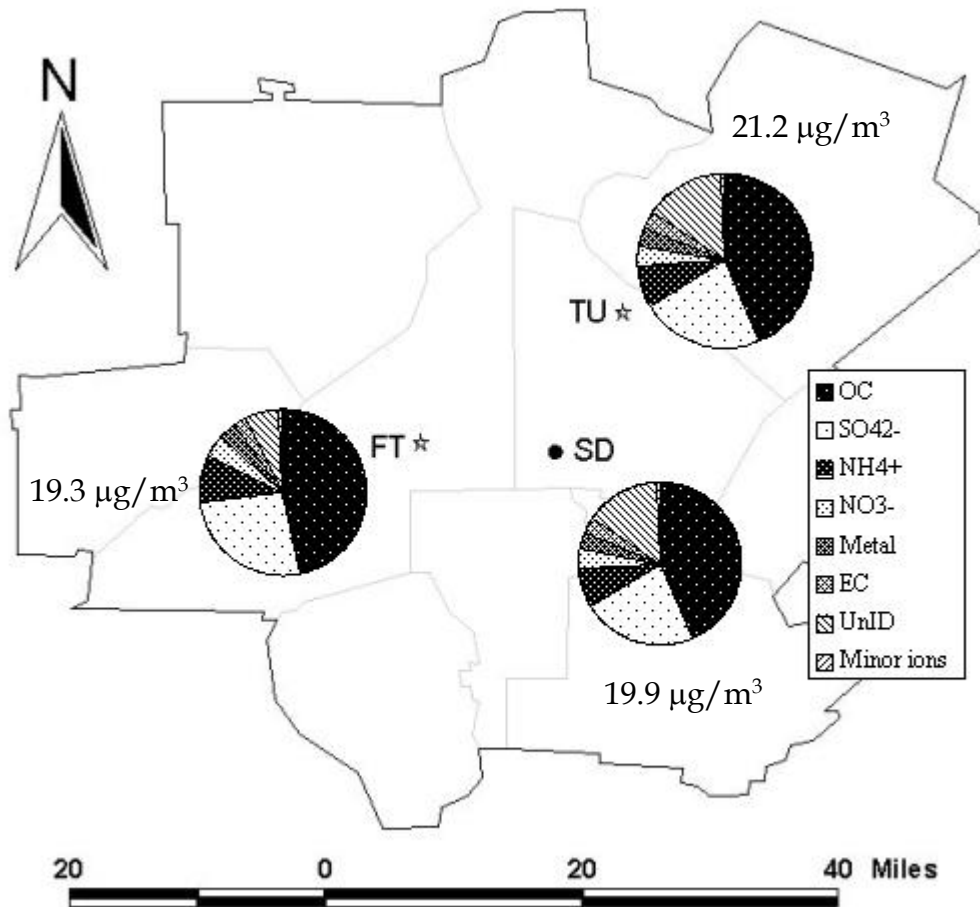 N
21.2 μg/m³
TU
FT
SD
19.3 μg/m³
19.9 μg/m³
OC
SO42-
NH4+
NO3-
Metal
EC
UnID
Minor ions
20 0 20 40 Miles